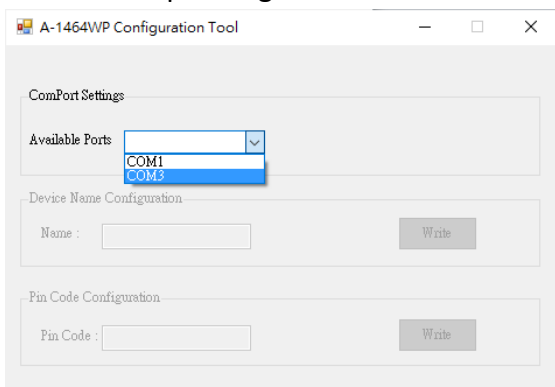 A-1464WP Configuration Tool
ComPort Settings
Available Ports
COM1
COM3
Device Name Configuration
Name :
Write
Pin Code Configuration
Pin Code :
Write